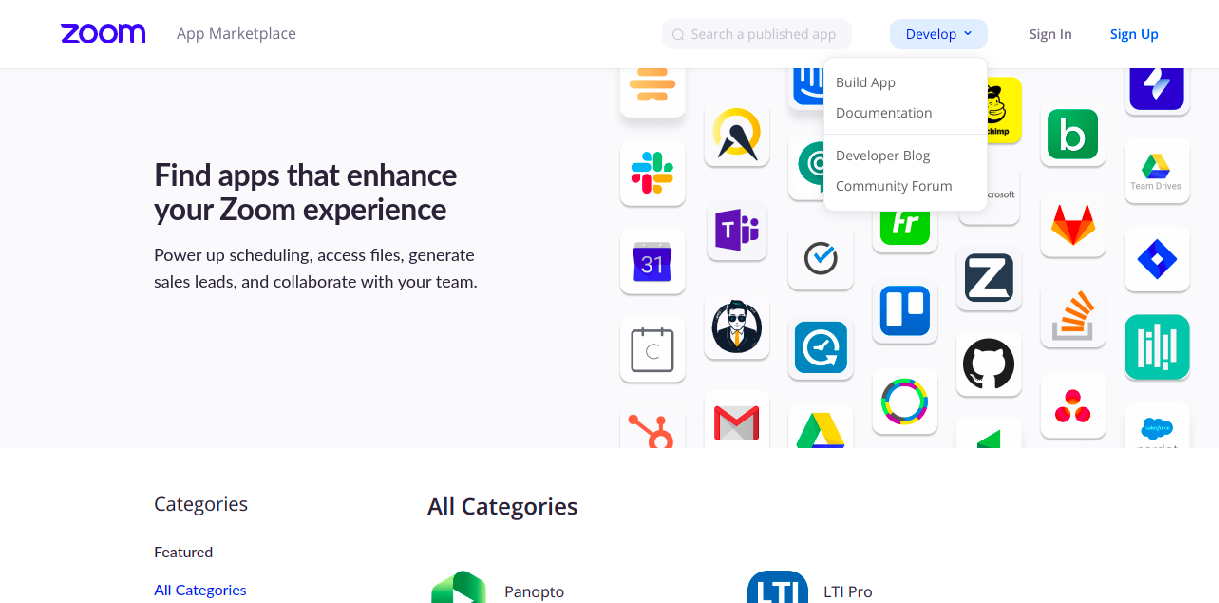 zoom
App Marketplace
Search a published app
Develop
Sign In
Sign Up
Build App
Documentation
Developer Blog
Community Forum
Find apps that enhance
your Zoom experience
Power up scheduling, access files, generate
sales leads, and collaborate with your team.
chimp
Team Drives
crosoft
T
Fr
31
Z
C
salesforce
Categories
All Categories
Featured
All Categories
Panopto
LTI
LTI Pro